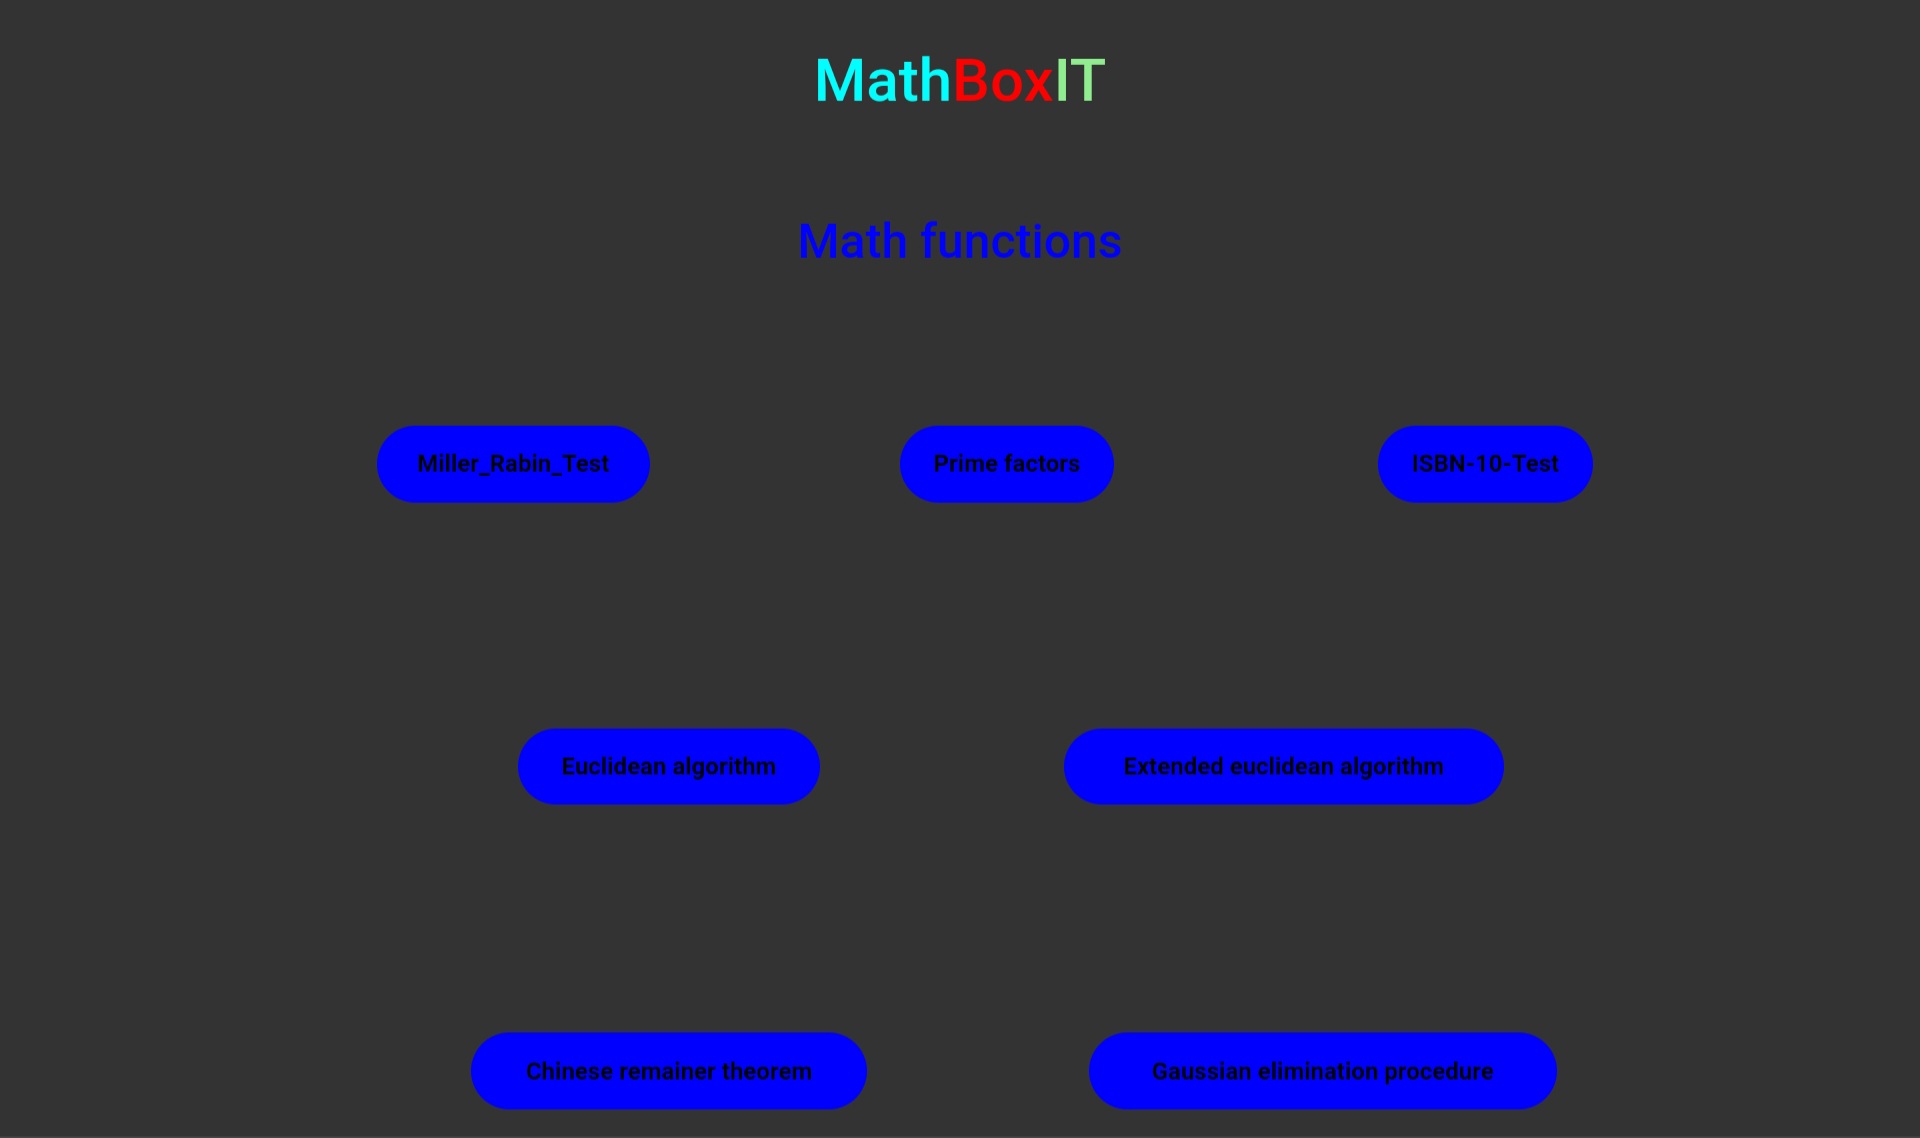 MathBoxIT
Math functions
Miller_Rabin_Test
Prime factors
ISBN-10-Test
Euclidean algorithm
Extended euclidean algorithm
Chinese remainer theorem
Gaussian elimination procedure